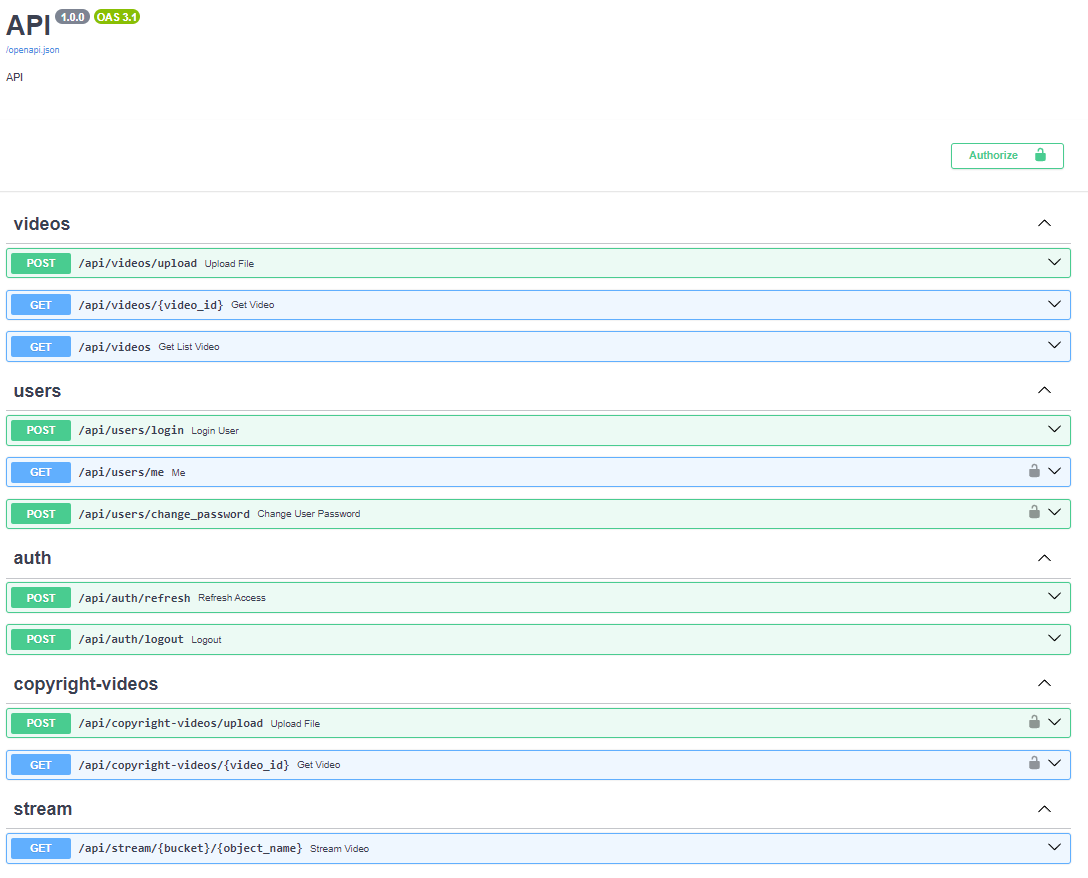 API 1.0.0 OAS 3.1
/openapi.json
API
Authorize
videos
POST /api/videos/upload Upload File
GET /api/videos/{video_id} Get Video
GET /api/videos Get List Video
users
POST /api/users/login Login User
GET /api/users/me Me
POST /api/users/change_password Change User Password
auth
POST /api/auth/refresh Refresh Access
POST /api/auth/logout Logout
copyright-videos
POST /api/copyright-videos/upload Upload File
GET /api/copyright-videos/{video_id} Get Video
stream
GET /api/stream/{bucket}/{object_name} Stream Video